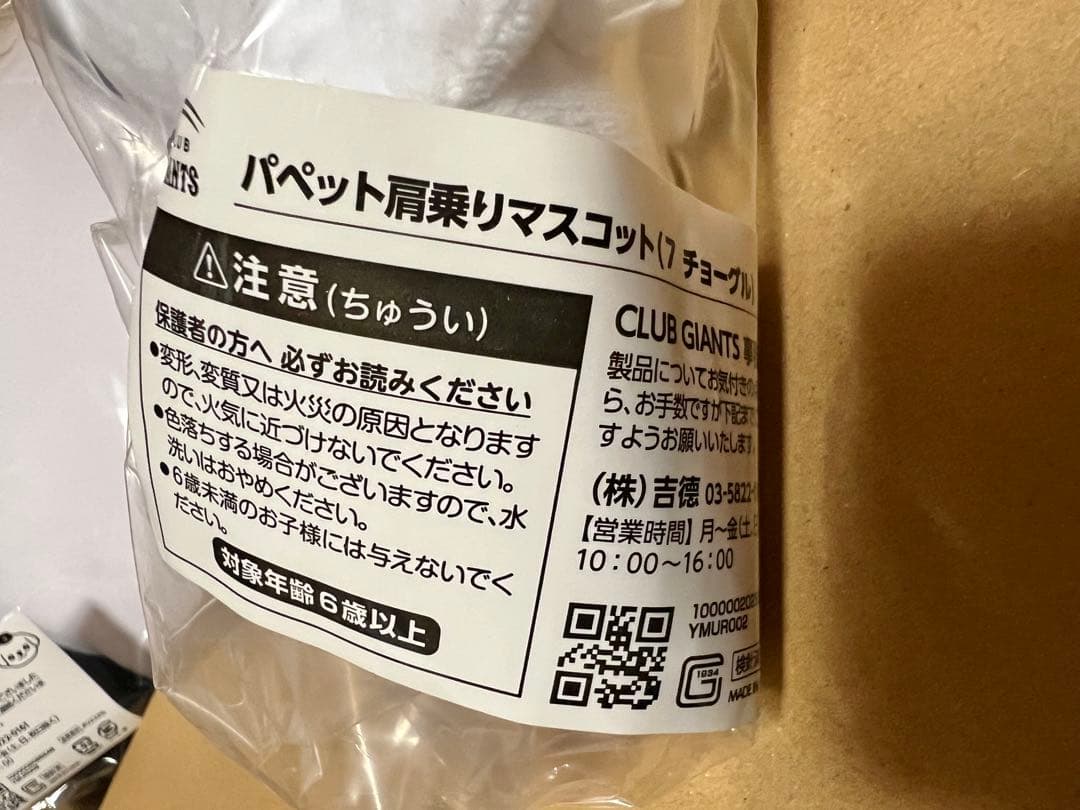 パペット肩乗りマスコット(7 チョーグル)
注意(ちゅうい)
保護者の方へ 必ずお読みください
●変形、変質又は火災の原因となります
ので、火気に近づけないでください。
●色落ちする場合がございますので、水
洗いはおやめください。
●6歳未満のお子様には与えないでく
ださい。
対象年齢6歳以上
CLUB GIANTS
製品についてお気付きの
ら、お手数ですが下記まで
すようお願いいたします。
(株)吉德 03-5822-
【営業時間】月〜金(土、
10:00〜16:00
YMUR002
G
1934
MADE IN